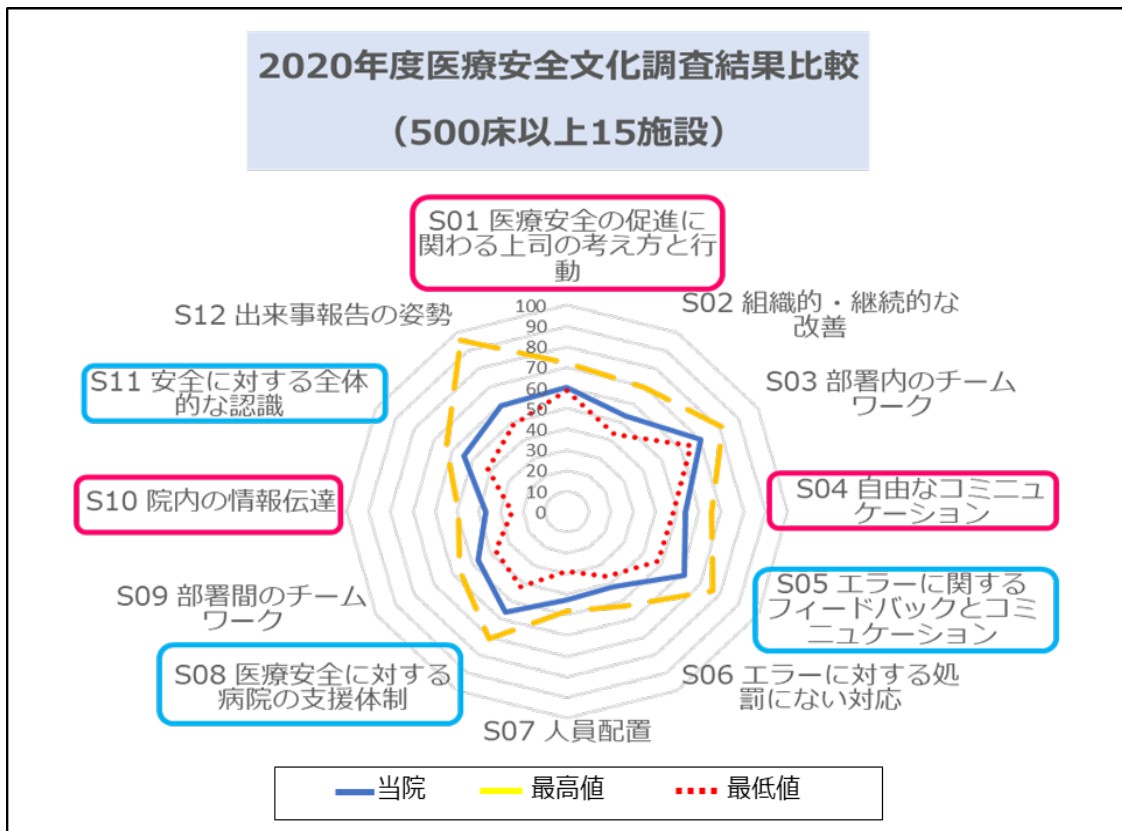 2020年度医療安全文化調査結果比較
（500床以上15施設）
S01 医療安全の促進に
関わる上司の考え方と行
動
S02 組織的・継続的な
改善
S03 部署内のチーム
ワーク
S04 自由なコミニュ
ケーション
S05 エラーに関する
フィードバックとコミ
ニュケーション
S06 エラーに対する処
罰にない対応
S07 人員配置
S08 医療安全に対する
病院の支援体制
S09 部署間のチーム
ワーク
S10 院内の情報伝達
S11 安全に対する全体
的な認識
S12 出来事報告の姿勢
100
90
80
70
60
50
40
30
20
10
0
当院
最高値
最低値